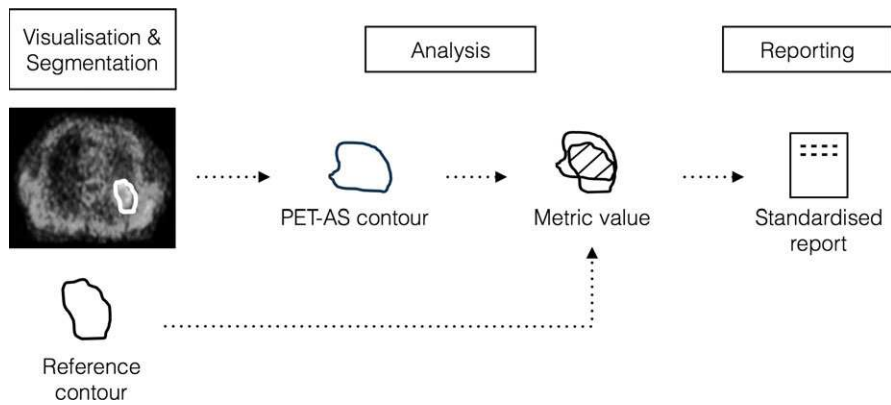 Visualisation &
Segmentation
Analysis
Reporting
PET-AS contour
Metric value
Standardised
report
Reference
contour